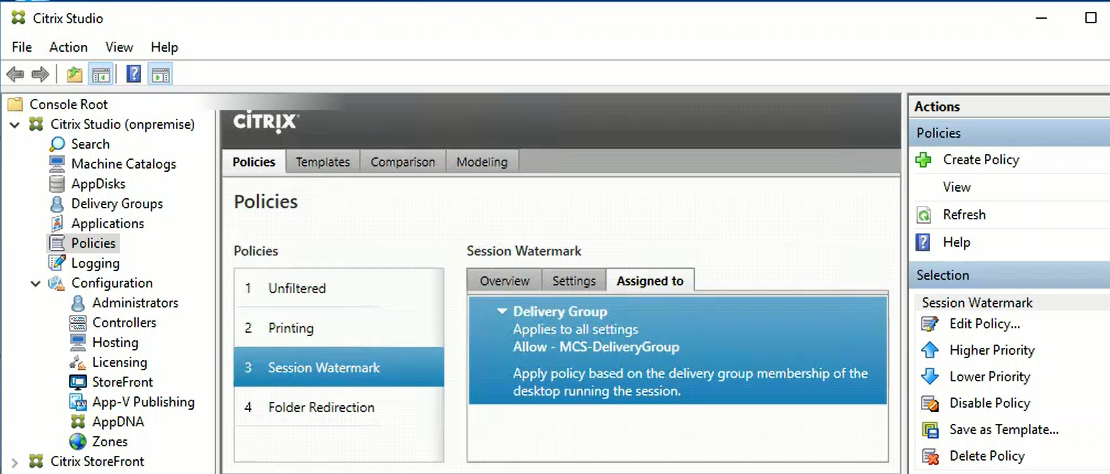 Citrix Studio
File Action View Help
Console Root
Citrix Studio (onpremise)
Search
Machine Catalogs
AppDisks
Delivery Groups
Applications
Policies
Logging
Configuration
Administrators
Controllers
Hosting
Licensing
StoreFront
App-V Publishing
AppDNA
Zones
Citrix StoreFront
CİTRIX
Policies Templates Comparison Modeling
Policies
Policies
1 Unfiltered
2 Printing
3 Session Watermark
4 Folder Redirection
Session Watermark
Overview Settings Assigned to
Delivery Group
Applies to all settings
Allow - MCS-DeliveryGroup
Apply policy based on the delivery group membership of the
desktop running the session.
Actions
Policies
Create Policy
View
Refresh
Help
Selection
Session Watermark
Edit Policy...
Higher Priority
Lower Priority
Disable Policy
Save as Template...
Delete Policy